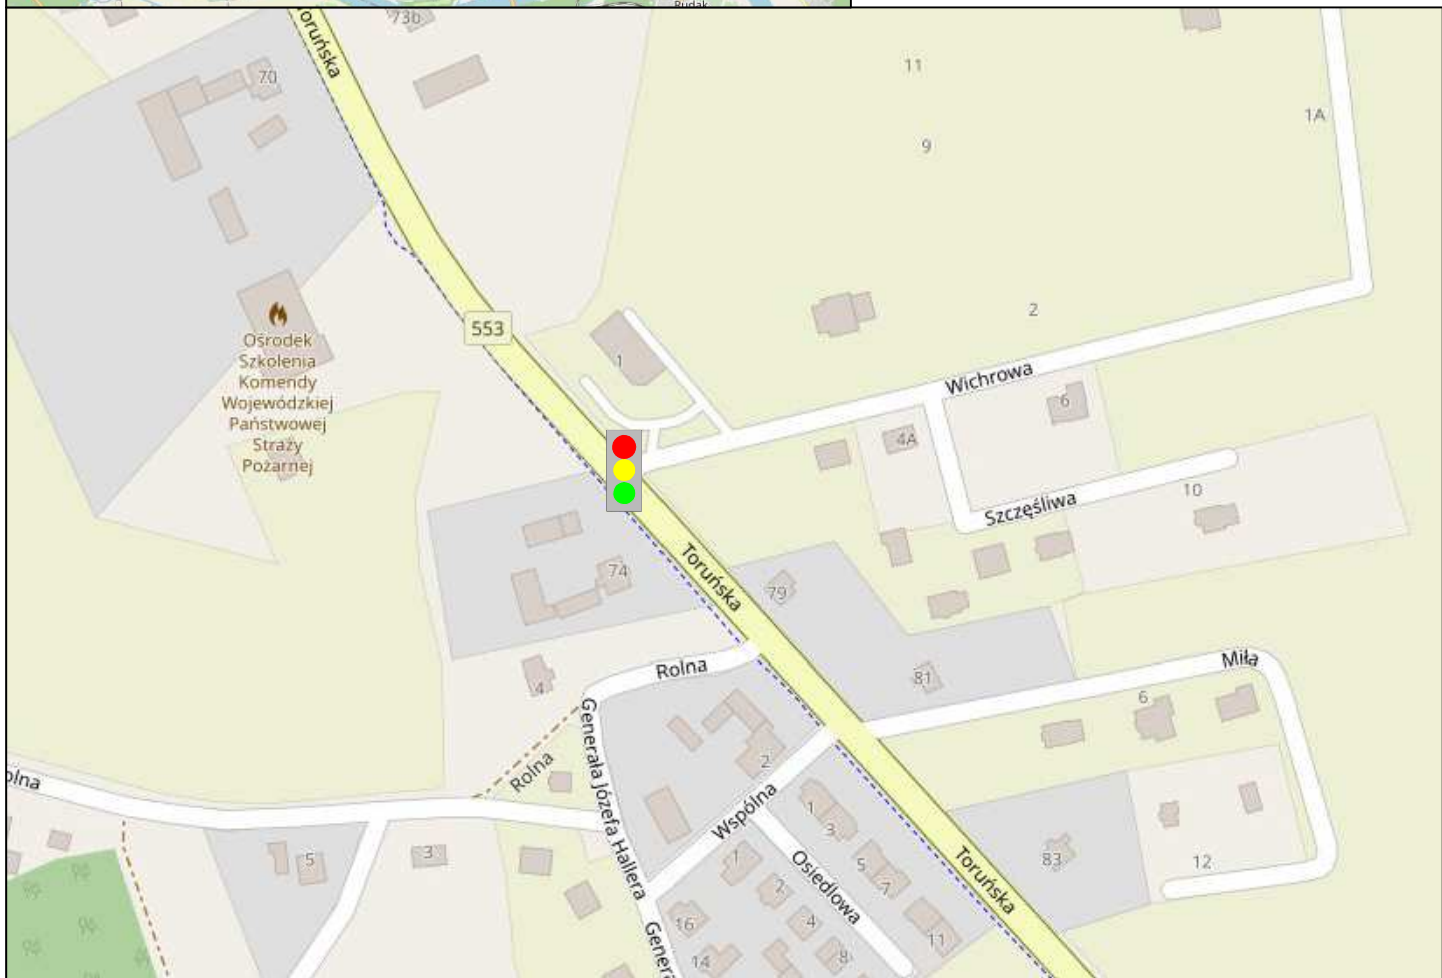 Rudak
Toruńska
73b
70
11
1A
9
553
2
Ośrodek
Szkolenia
Komendy
Wojewódzkiej
Państwowej
Straży
Pożarnej
1
Wichrowa
6
4A
10
Szczęśliwa
74
Toruńska
79
Rolna
4
81
Miła
6
Generała Józefa Hallera
Rolna
olna
2
Wspólna
1
3
5
3
1
5
7
Osiedlowa
Toruńska
83
12
16
4
11
14
8
Genera